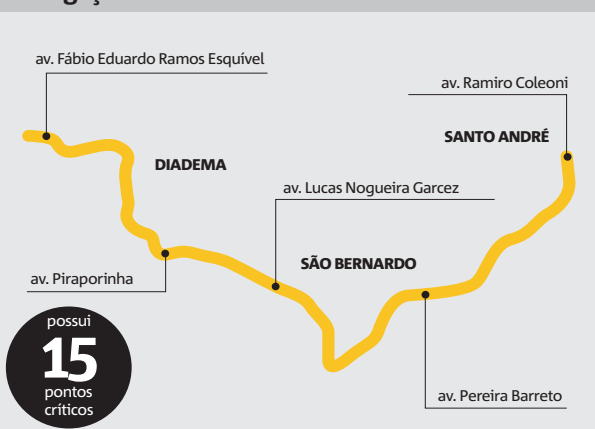 av. Fábio Eduardo Ramos Esquível
av. Ramiro Coleoni
SANTO ANDRÉ
DIADEMA
av. Lucas Nogueira Garcez
SÃO BERNARDO
av. Piraporinha
possui
15
pontos
críticos
av. Pereira Barreto